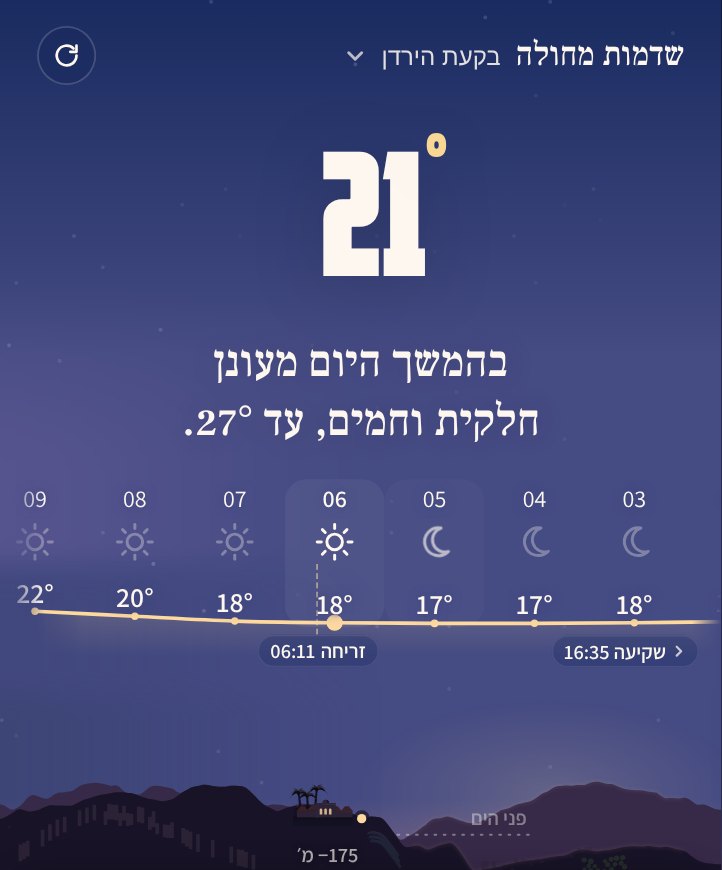 שדמות מחולה בקעת הירדן
21°
בהמשך היום מעונן
חלקית וחמים, עד 27°.
03 04 05 06 07 08 09
18° 17° 17° 18° 18° 20° 22°
שקיעה 16:35 זריחה 06:11
פני הים
−175 מ׳